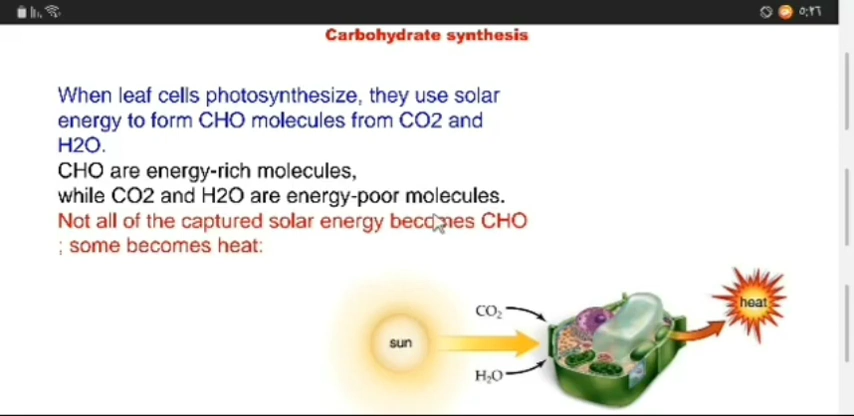 ٥:٢٦
Carbohydrate synthesis
When leaf cells photosynthesize, they use solar
energy to form CHO molecules from CO2 and
H2O.
CHO are energy-rich molecules,
while CO2 and H2O are energy-poor molecules.
Not all of the captured solar energy becomes CHO
; some becomes heat:
CO₂
heat
sun
H₂O